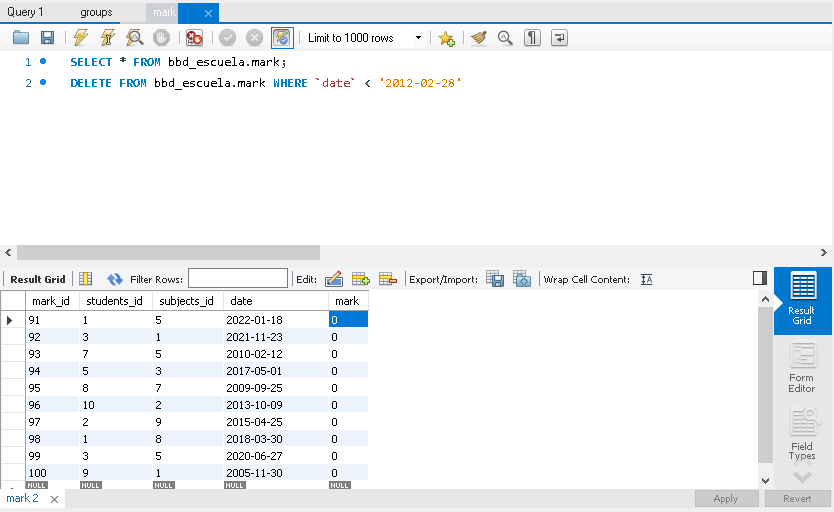 Query 1 groups mark
Limit to 1000 rows
1 SELECT * FROM bbd_escuela.mark;
2 DELETE FROM bbd_escuela.mark WHERE `date` < '2012-02-28'
Result Grid Filter Rows: Edit: Export/Import: Wrap Cell Content: IA
mark_id students_id subjects_id date mark
91 1 5 2022-01-18 0
92 3 1 2021-11-23 0
93 7 5 2010-02-12 0
94 5 3 2017-05-01 0
95 8 7 2009-09-25 0
96 10 2 2013-10-09 0
97 2 9 2015-04-25 0
98 1 8 2018-03-30 0
99 3 5 2020-06-27 0
100 9 1 2005-11-30 0
NULL NULL NULL NULL NULL
Result
Grid
Form
Editor
Field
Types
mark 2
Apply Revert